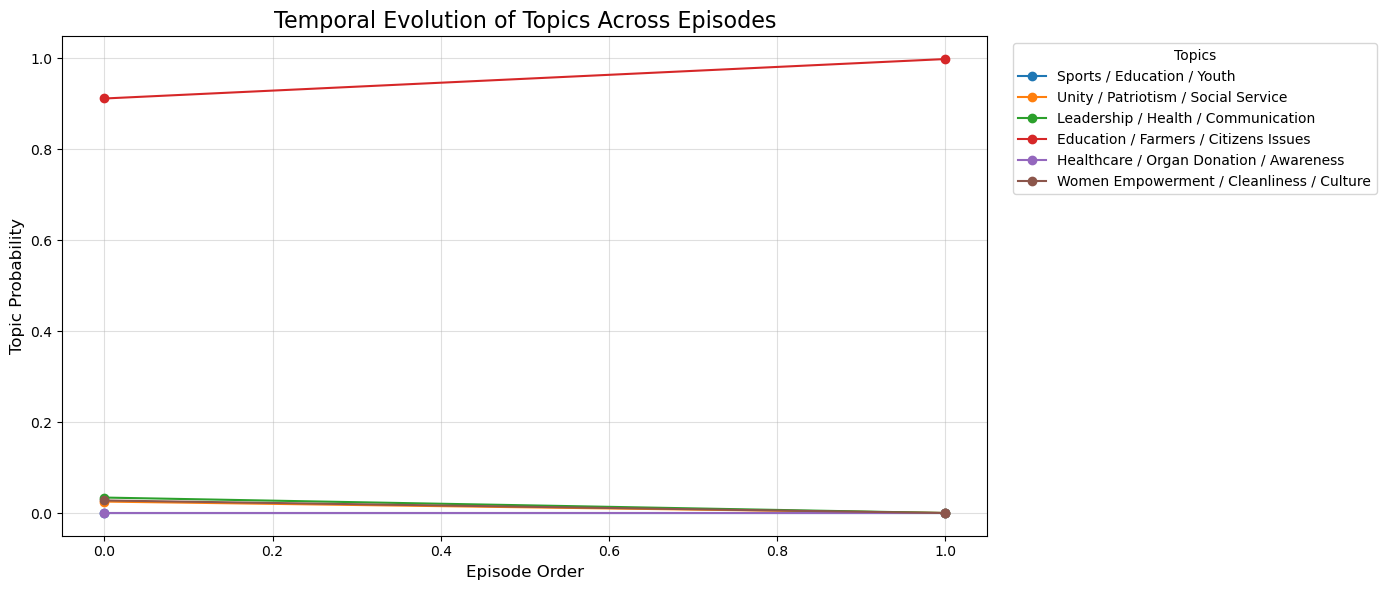 Temporal Evolution of Topics Across Episodes
Topics
Sports / Education / Youth
Unity / Patriotism / Social Service
Leadership / Health / Communication
Education / Farmers / Citizens Issues
Healthcare / Organ Donation / Awareness
Women Empowerment / Cleanliness / Culture
Topic Probability
1.0
0.8
0.6
0.4
0.2
0.0
0.0 0.2 0.4 0.6 0.8 1.0
Episode Order